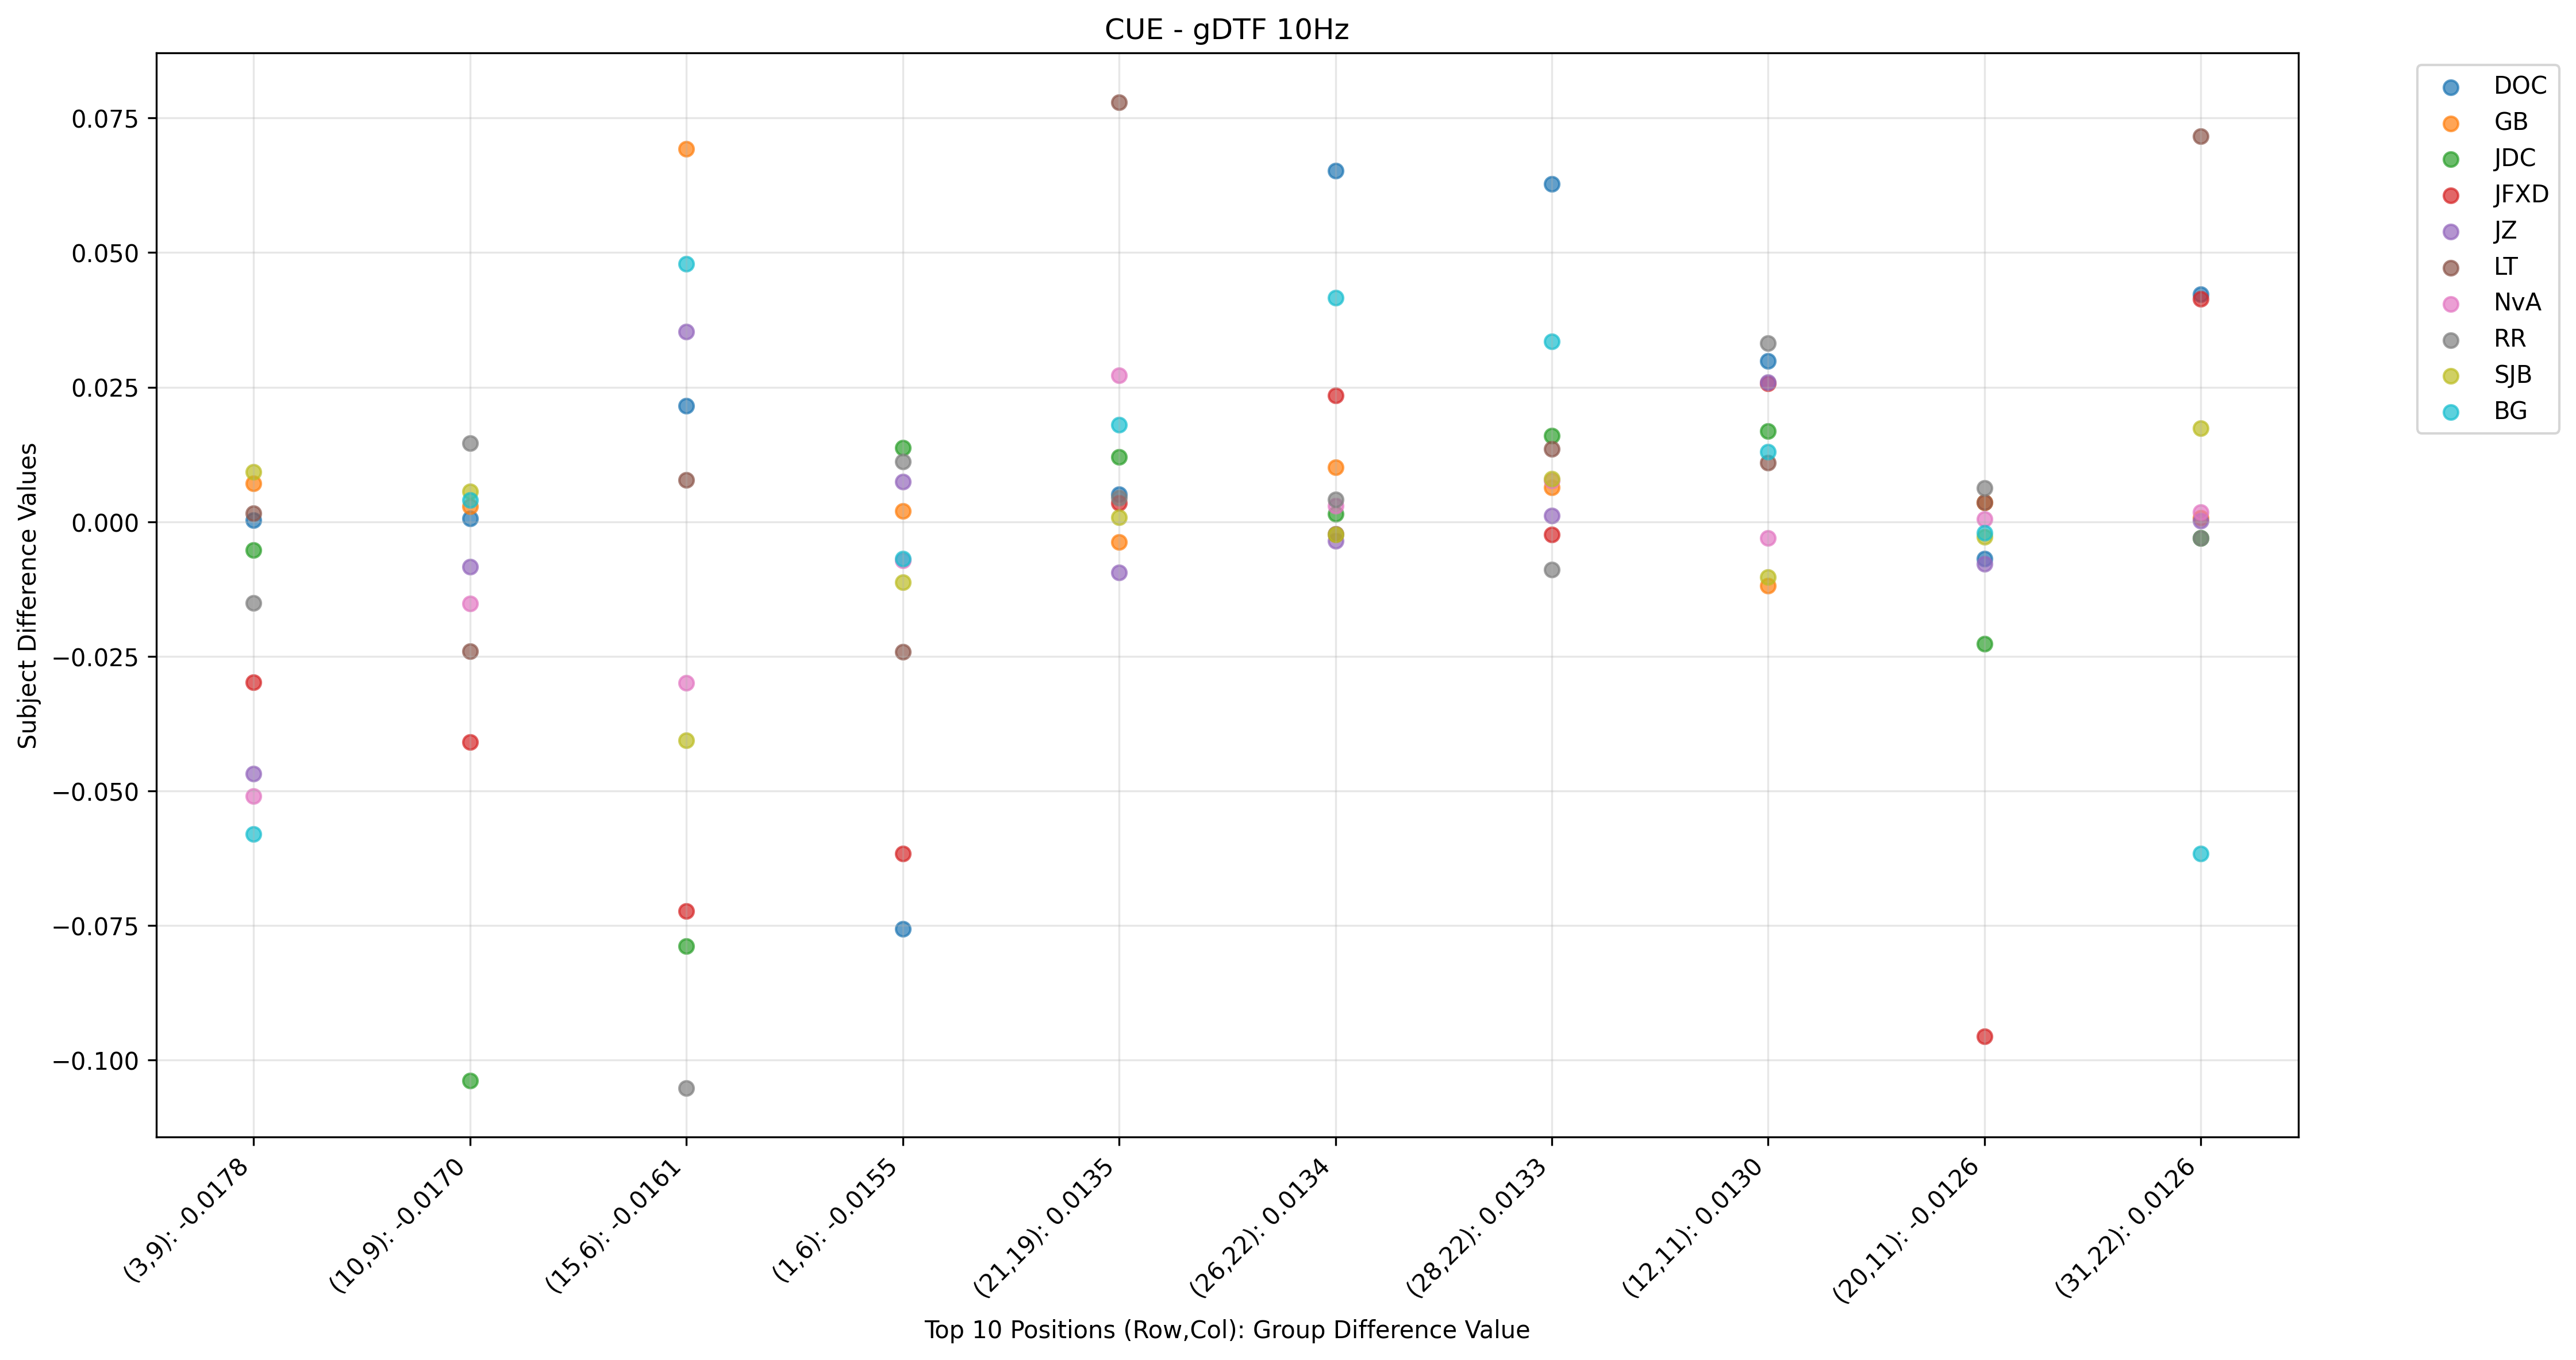 CUE - gDTF 10Hz
0.075
0.050
0.025
0.000
−0.025
−0.050
−0.075
−0.100
Subject Difference Values
(3,9): -0.0178
(10,9): -0.0170
(15,6): -0.0161
(1,6): -0.0155
(21,19): 0.0135
(26,22): 0.0134
(28,22): 0.0133
(12,11): 0.0130
(20,11): -0.0126
(31,22): 0.0126
Top 10 Positions (Row,Col): Group Difference Value
DOC
GB
JDC
JFXD
JZ
LT
NvA
RR
SJB
BG